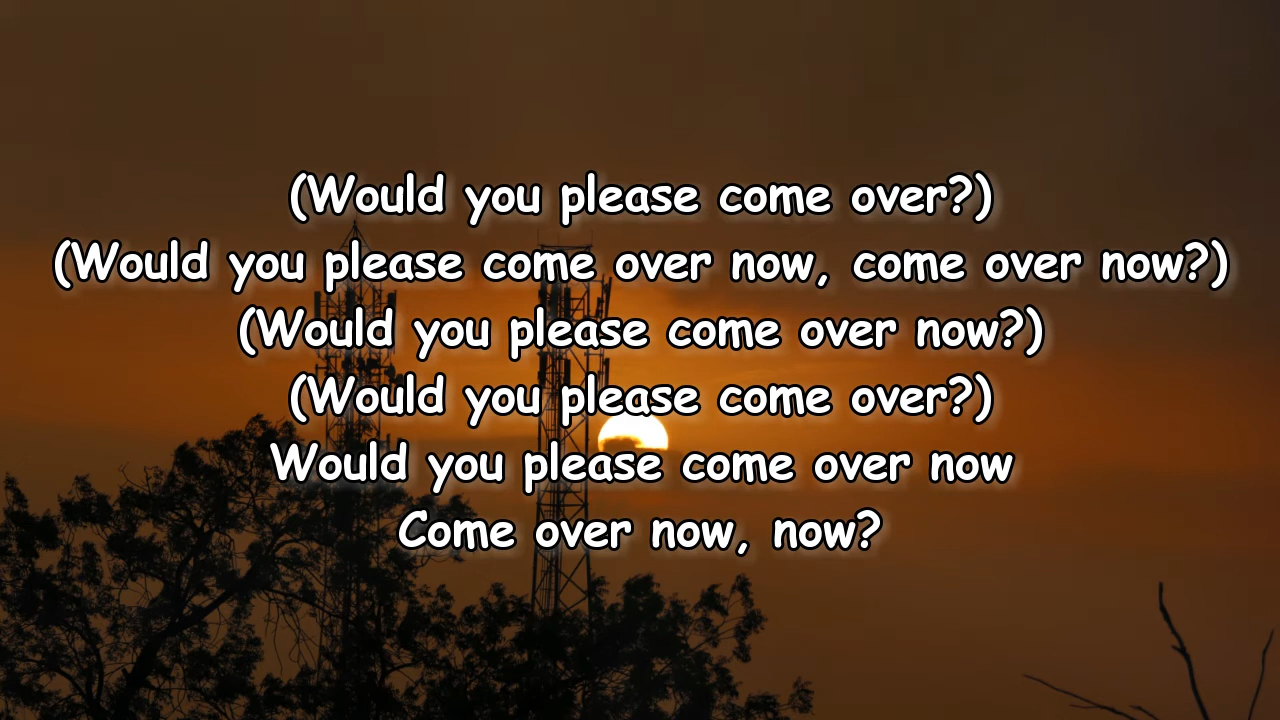 (Would you please come over?)
(Would you please come over now, come over now?)
(Would you please come over now?)
(Would you please come over?)
Would you please come over now
Come over now, now?